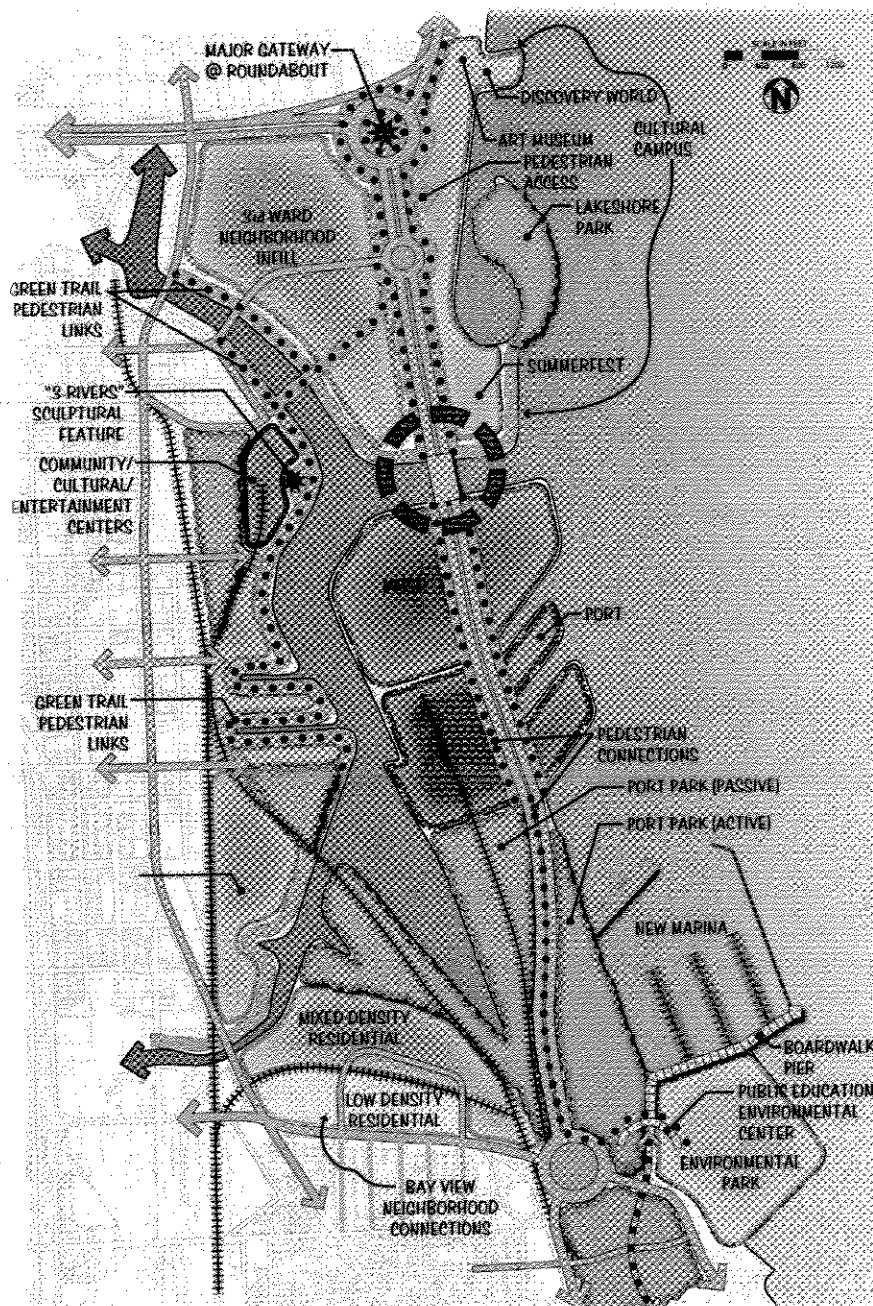 MAJOR GATEWAY
@ ROUNDABOUT
SCALE IN FEET
N
DISCOVERY WORLD
ART MUSEUM
CULTURAL
CAMPUS
PEDESTRIAN
ACCESS
LAKESHORE
PARK
3rd WARD
NEIGHBORHOOD
INFILL
GREEN TRAIL
PEDESTRIAN
LINKS
SUMMERFEST
"3 RIVERS"
SCULPTURAL
FEATURE
COMMUNITY/
CULTURAL/
ENTERTAINMENT
CENTERS
PORT
GREEN TRAIL
PEDESTRIAN
LINKS
PEDESTRIAN
CONNECTIONS
PORT PARK (PASSIVE)
PORT PARK (ACTIVE)
NEW MARINA
MIXED DENSITY
RESIDENTIAL
BOARDWALK
PIER
LOW DENSITY
RESIDENTIAL
PUBLIC EDUCATION
ENVIRONMENTAL
CENTER
ENVIRONMENTAL
PARK
BAY VIEW
NEIGHBORHOOD
CONNECTIONS